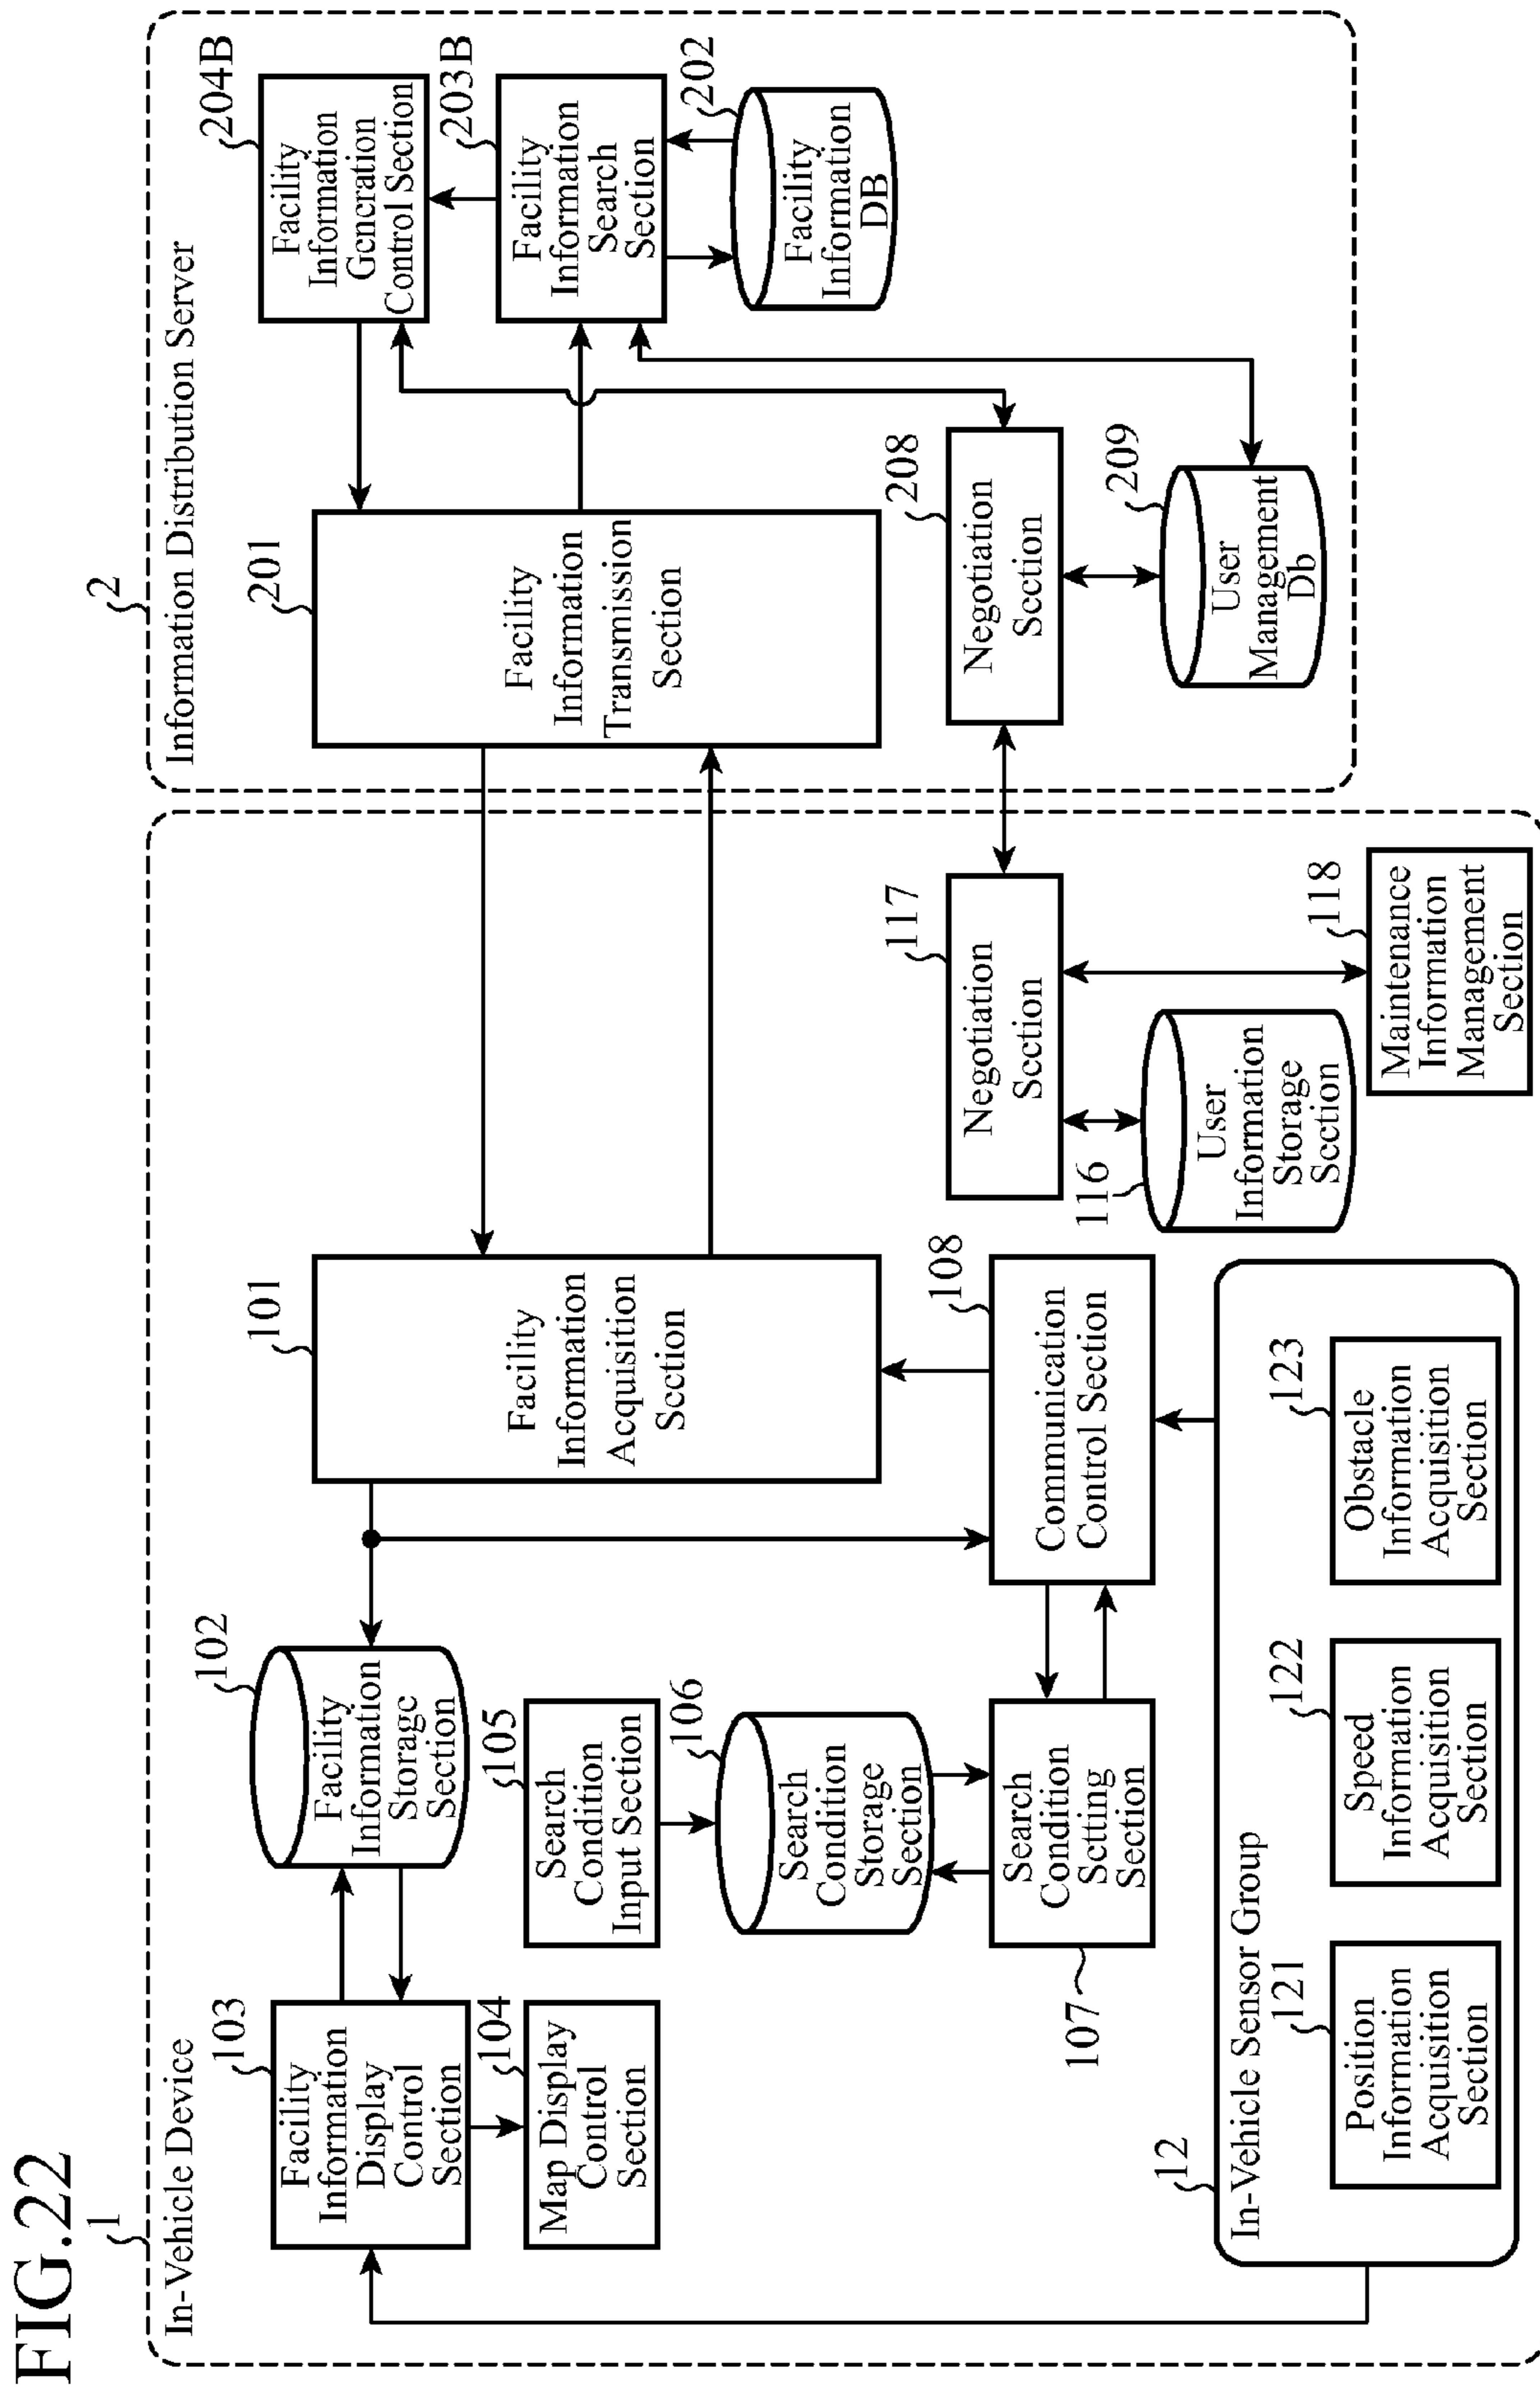 FIG.22
1
In-Vehicle Device
103
Facility
Information
Display
Control
Section
104
Map Display
Control
Section
102
Facility
Information
Storage
Section
105
Search
Condition
Input Section
106
Search
Condition
Storage
Section
107
Search
Condition
Setting
Section
101
Facility
Information
Acquisition
Section
108
Communication
Control Section
12
In-Vehicle Sensor Group
121
Position
Information
Acquisition
Section
122
Speed
Information
Acquisition
Section
123
Obstacle
Information
Acquisition
Section
117
Negotiation
Section
116
User
Information
Storage
Section
118
Maintenance
Information
Management
Section
2
Information Distribution Server
201
Facility
Information
Transmission
Section
204B
Facility
Information
Generation
Control Section
203B
Facility
Information
Search
Section
202
Facility
Information
DB
208
Negotiation
Section
209
User
Management
Db